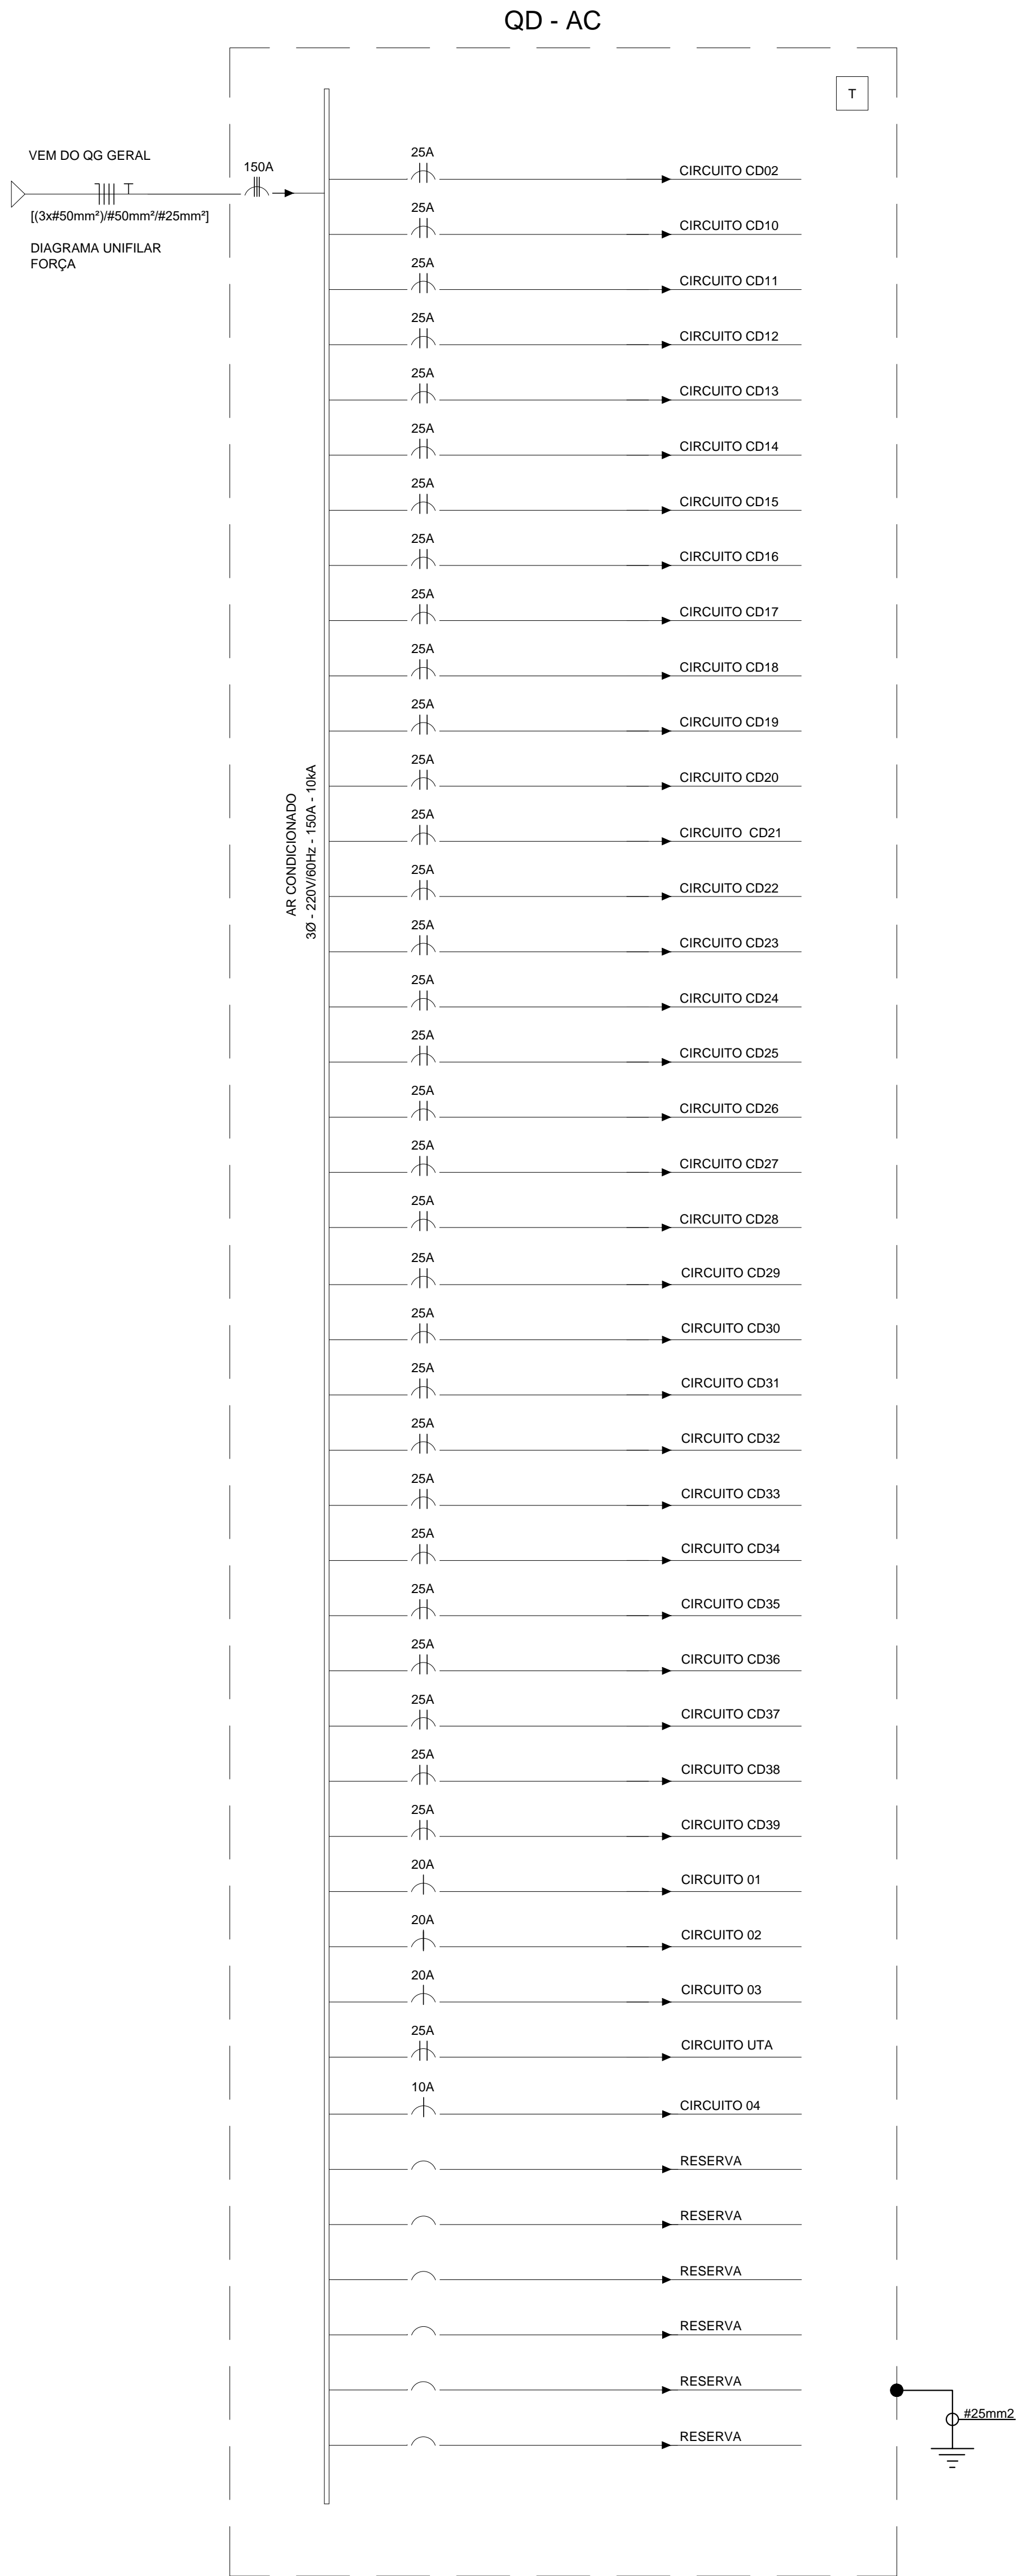 QD - AC
T
VEM DO QG GERAL
150A
[(3x#50mm²)/#50mm²/#25mm²]
DIAGRAMA UNIFILAR
FORÇA
AR CONDICIONADO
3Ø - 220V/60Hz - 150A - 10kA
25A CIRCUITO CD02
25A CIRCUITO CD10
25A CIRCUITO CD11
25A CIRCUITO CD12
25A CIRCUITO CD13
25A CIRCUITO CD14
25A CIRCUITO CD15
25A CIRCUITO CD16
25A CIRCUITO CD17
25A CIRCUITO CD18
25A CIRCUITO CD19
25A CIRCUITO CD20
25A CIRCUITO CD21
25A CIRCUITO CD22
25A CIRCUITO CD23
25A CIRCUITO CD24
25A CIRCUITO CD25
25A CIRCUITO CD26
25A CIRCUITO CD27
25A CIRCUITO CD28
25A CIRCUITO CD29
25A CIRCUITO CD30
25A CIRCUITO CD31
25A CIRCUITO CD32
25A CIRCUITO CD33
25A CIRCUITO CD34
25A CIRCUITO CD35
25A CIRCUITO CD36
25A CIRCUITO CD37
25A CIRCUITO CD38
25A CIRCUITO CD39
20A CIRCUITO 01
20A CIRCUITO 02
20A CIRCUITO 03
25A CIRCUITO UTA
10A CIRCUITO 04
RESERVA
RESERVA
RESERVA
RESERVA
RESERVA
RESERVA
#25mm2